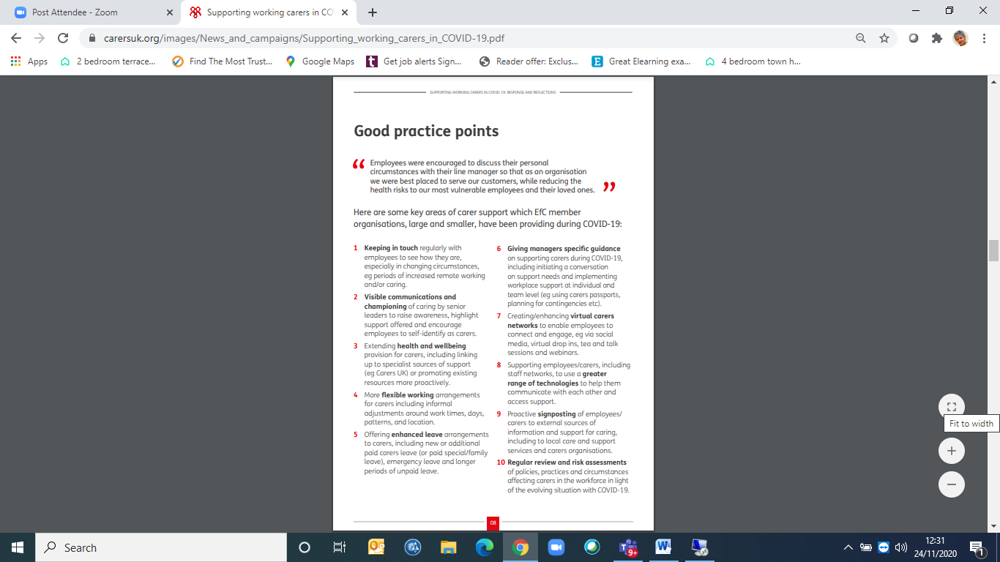 Post Attendee - Zoom
Supporting working carers in CO
carersuk.org/images/News_and_campaigns/Supporting_working_carers_in_COVID-19.pdf
Apps
2 bedroom terrace...
Find The Most Trust...
Google Maps
Get job alerts Sign...
Reader offer: Exclus...
Great Elearning exa...
4 bedroom town h...
SUPPORTING WORKING CARERS IN COVID-19: RESPONSE AND REFLECTIONS
Good practice points
“ Employees were encouraged to discuss their personal
circumstances with their line manager so that as an organisation
we were best placed to serve our customers, while reducing the
health risks to our most vulnerable employees and their loved ones. ”
Here are some key areas of carer support which EfC member
organisations, large and smaller, have been providing during COVID-19:
1 Keeping in touch regularly with
employees to see how they are,
especially in changing circumstances,
eg periods of increased remote working
and/or caring.
2 Visible communications and
championing of caring by senior
leaders to raise awareness, highlight
support offered and encourage
employees to self-identify as carers.
3 Extending health and wellbeing
provision for carers, including linking
up to specialist sources of support
(eg Carers UK) or promoting existing
resources more proactively.
4 More flexible working arrangements
for carers including informal
adjustments around work times, days,
patterns, and location.
5 Offering enhanced leave arrangements
to carers, including new or additional
paid carers leave (or paid special/family
leave), emergency leave and longer
periods of unpaid leave.
6 Giving managers specific guidance
on supporting carers during COVID-19,
including initiating a conversation
on support needs and implementing
workplace support at individual and
team level (eg using carers passports,
planning for contingencies etc).
7 Creating/enhancing virtual carers
networks to enable employees to
connect and engage, eg via social
media, virtual drop ins, tea and talk
sessions and webinars.
8 Supporting employees/carers, including
staff networks, to use a greater
range of technologies to help them
communicate with each other and
access support.
9 Proactive signposting of employees/
carers to external sources of
information and support for caring,
including to local care and support
services and carers organisations.
10 Regular review and risk assessments
of policies, practices and circumstances
affecting carers in the workforce in light
of the evolving situation with COVID-19.
08
Fit to width
Search
9+
12:31
24/11/2020
1